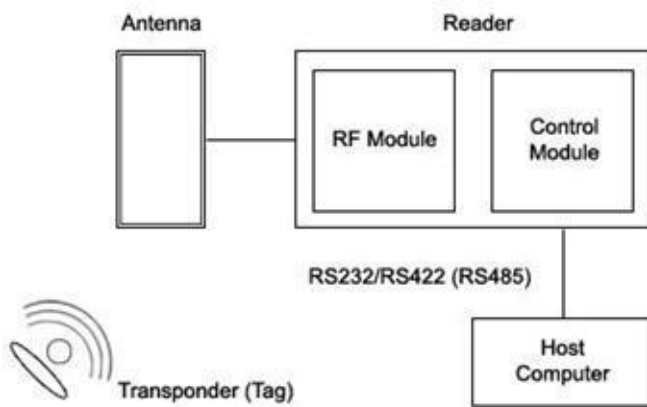 Antenna
Reader
RF Module
Control
Module
RS232/RS422 (RS485)
Host
Computer
Transponder (Tag)